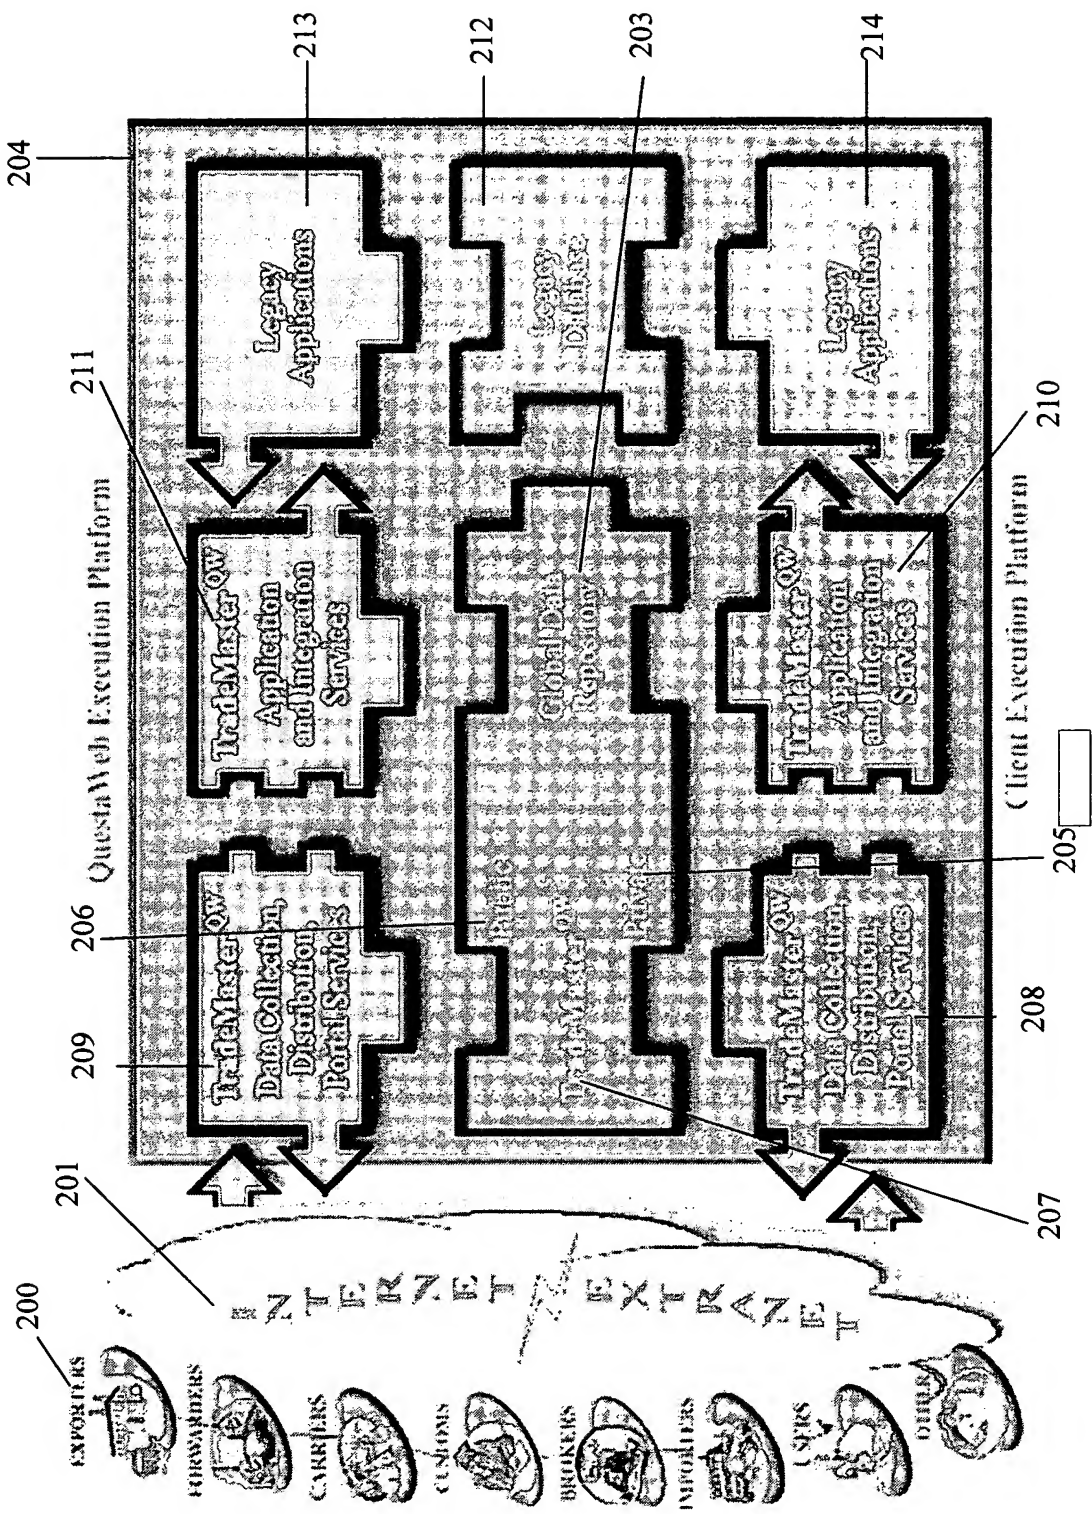 200
EXPORTERS
FORWARDERS
CARRIERS
CUSTOMS
BROKERS
IMPORTERS
USERS
OTHER
201
INTERNET
EXTRANET
204
QuestaWeb Execution Platform
209
TradeMaster QW
Data Collection,
Distribution,
Portal Services
211
TradeMaster QW
Application
and Integration
Services
213
Legacy
Applications
206
Public
TradeMaster QW
Private
207
205
Global Data
Repository
203
Legacy
Database
212
208
TradeMaster QW
Data Collection,
Distribution,
Portal Services
210
TradeMaster QW
Application
and Integration
Services
214
Legacy
Applications
Client Execution Platform